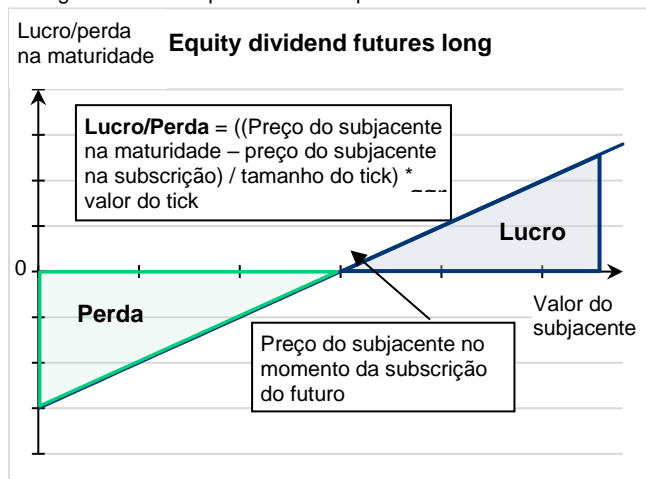 Lucro/perda
na maturidade
Equity dividend futures long
Lucro/Perda = ((Preço do subjacente
na maturidade – preço do subjacente
na subscrição) / tamanho do tick) *
valor do tick
Lucro
0
Valor do
subjacente
Perda
Preço do subjacente no
momento da subscrição
do futuro